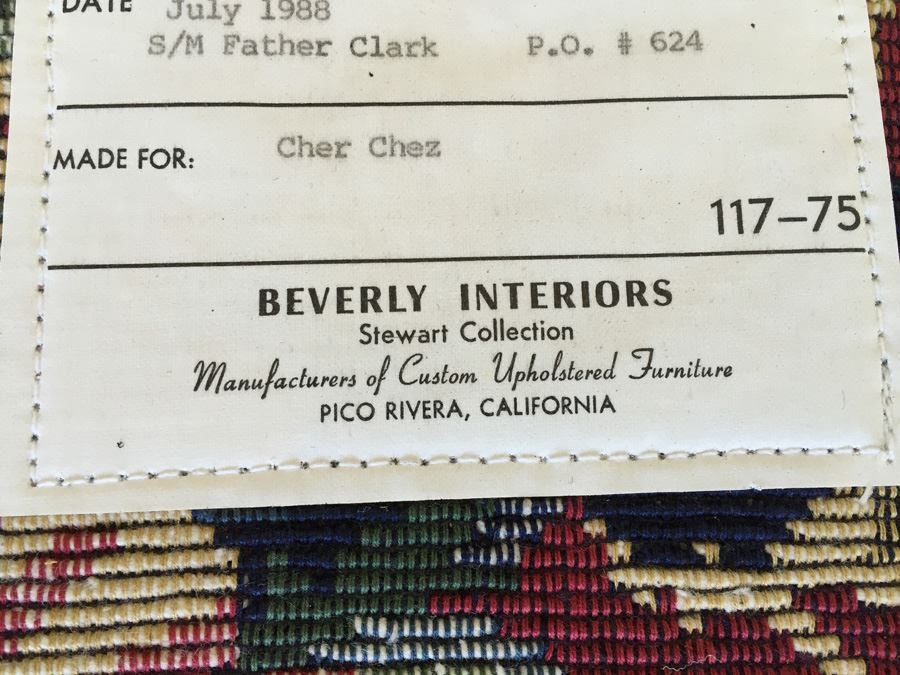 DATE July 1988
S/M Father Clark P.O. # 624
MADE FOR: Cher Chez
117–75
BEVERLY INTERIORS
Stewart Collection
Manufacturers of Custom Upholstered Furniture
PICO RIVERA, CALIFORNIA